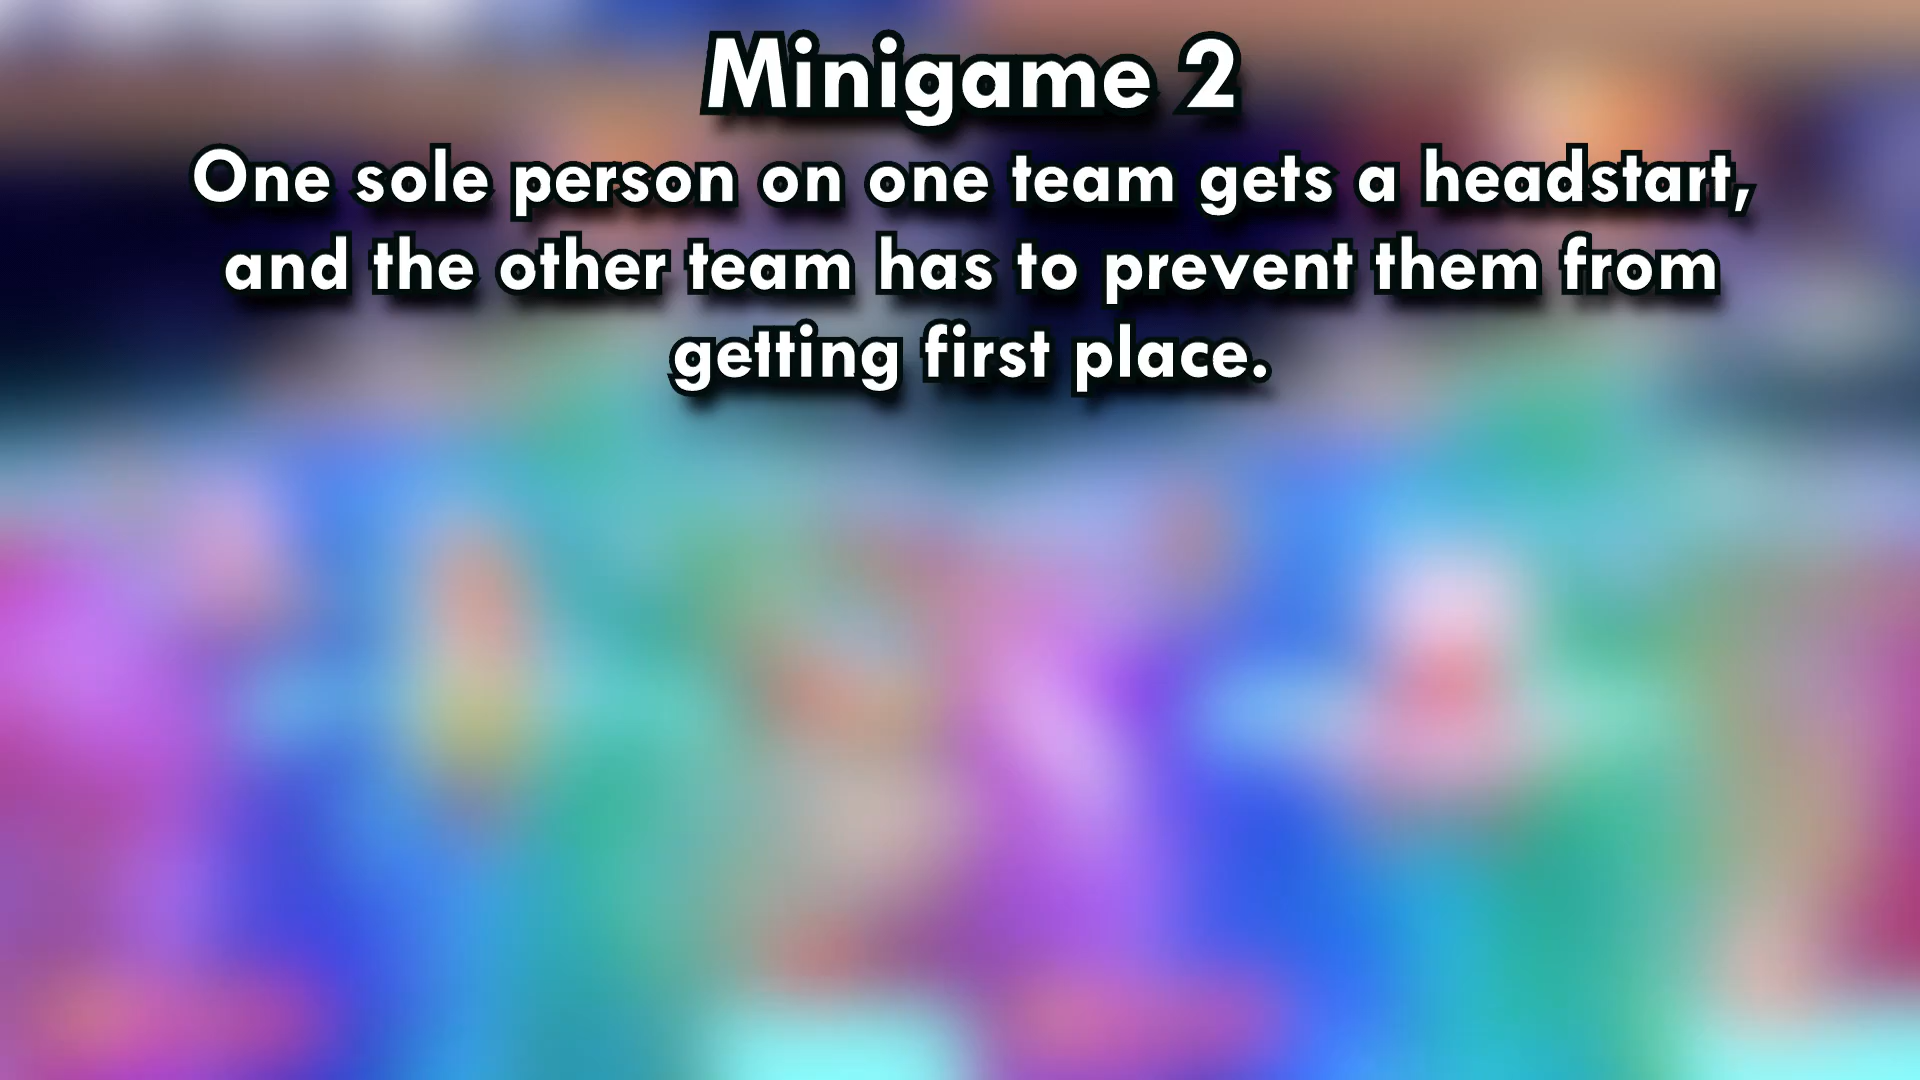 Minigame 2
One sole person on one team gets a headstart,
and the other team has to prevent them from
getting first place.